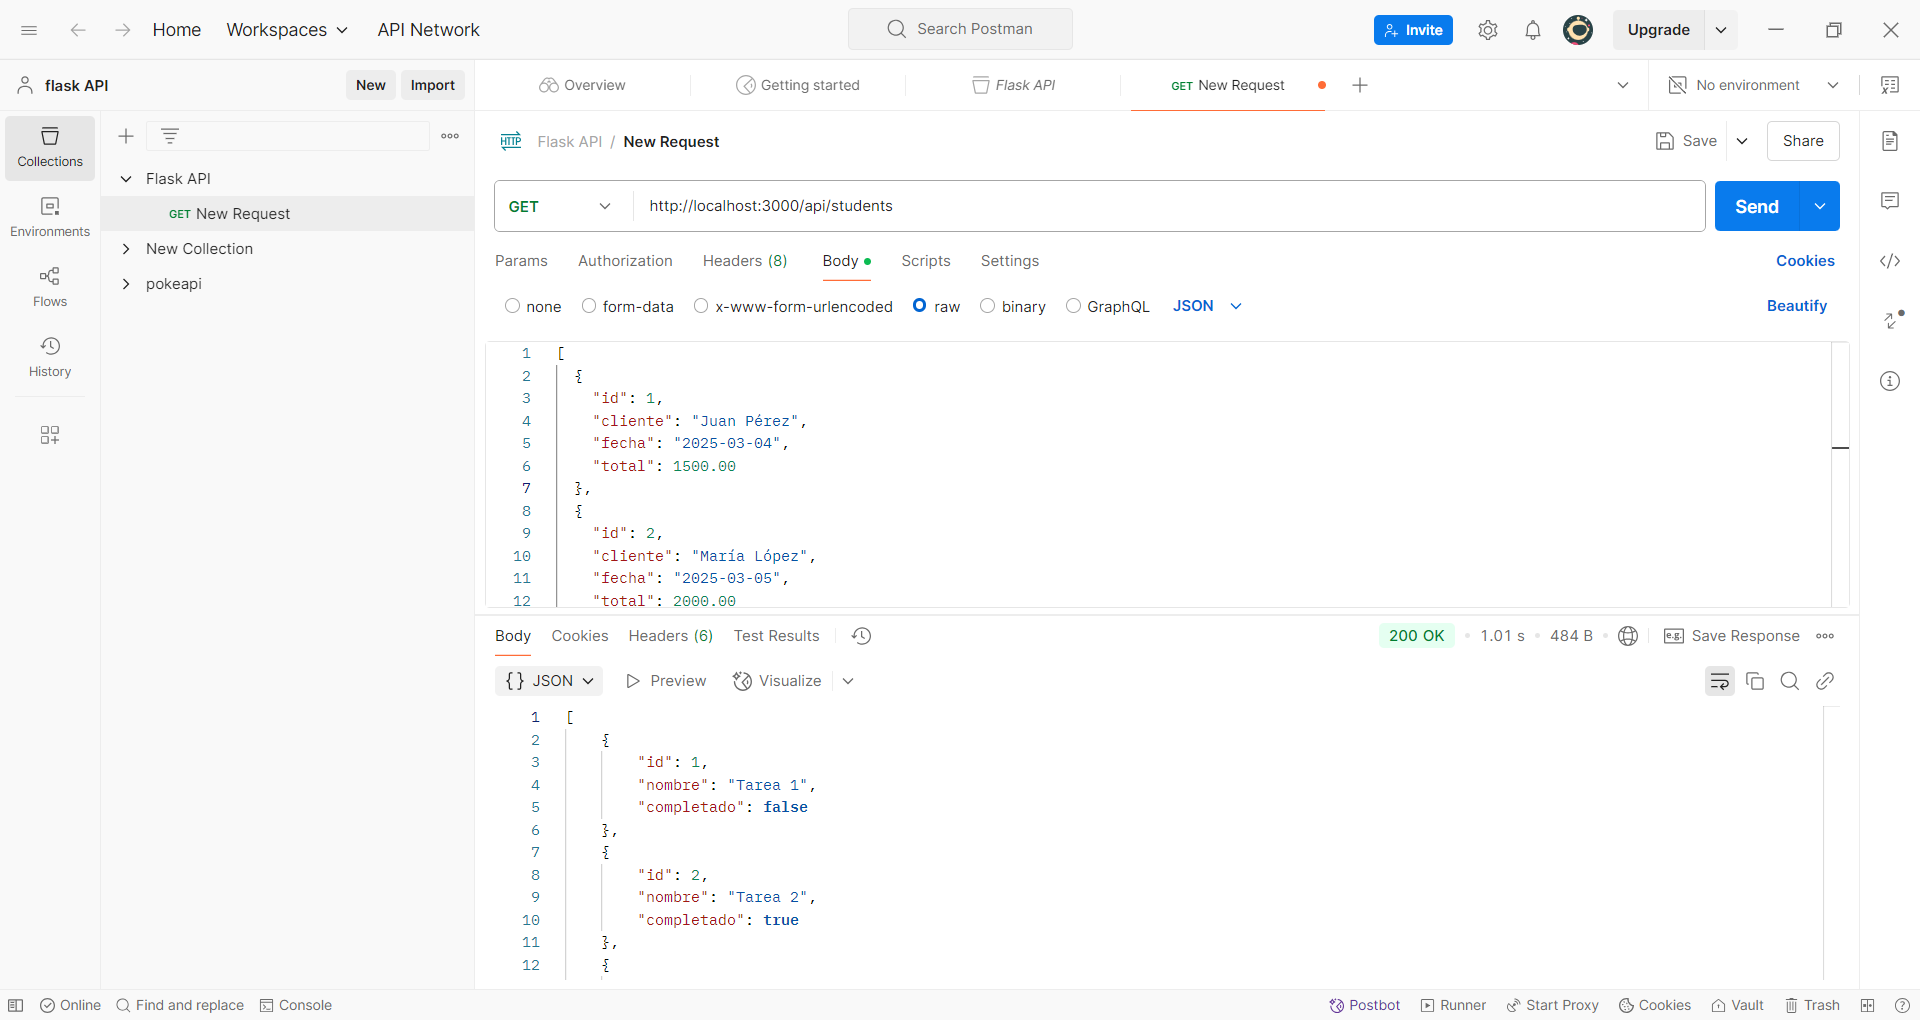 Home Workspaces API Network Search Postman Invite Upgrade
flask API New Import Overview Getting started Flask API GET New Request No environment
Collections
Environments
Flows
History
Flask API
GET New Request
New Collection
pokeapi
HTTP Flask API / New Request Save Share
GET http://localhost:3000/api/students Send
Params Authorization Headers (8) Body Scripts Settings Cookies
none form-data x-www-form-urlencoded raw binary GraphQL JSON Beautify
1 [
2 {
3 "id": 1,
4 "cliente": "Juan Pérez",
5 "fecha": "2025-03-04",
6 "total": 1500.00
7 },
8 {
9 "id": 2,
10 "cliente": "María López",
11 "fecha": "2025-03-05",
12 "total": 2000.00
Body Cookies Headers (6) Test Results 200 OK 1.01 s 484 B e.g. Save Response
{} JSON Preview Visualize
1 [
2 {
3 "id": 1,
4 "nombre": "Tarea 1",
5 "completado": false
6 },
7 {
8 "id": 2,
9 "nombre": "Tarea 2",
10 "completado": true
11 },
12 {
Online Find and replace Console Postbot Runner Start Proxy Cookies Vault Trash